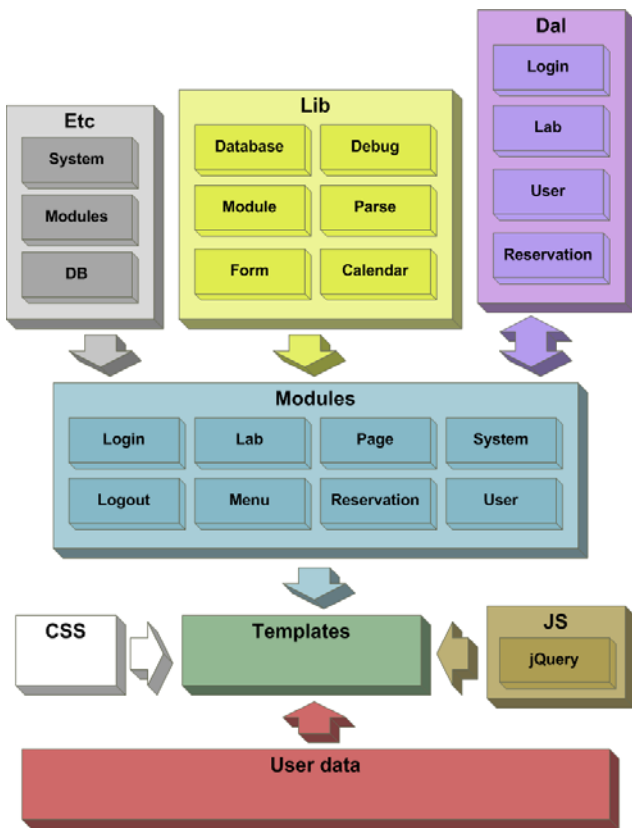 Dal
Login
Lab
User
Reservation
Lib
Database
Debug
Module
Parse
Form
Calendar
Etc
System
Modules
DB
Modules
Login
Lab
Page
System
Logout
Menu
Reservation
User
CSS
Templates
JS
jQuery
User data